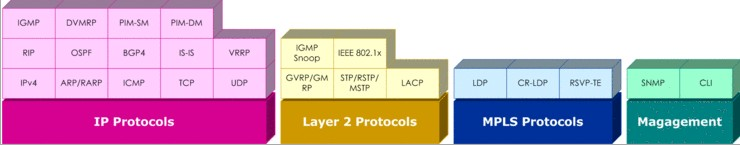 IGMP DVMRP PIM-SM PIM-DM
RIP OSPF BGP4 IS-IS VRRP
IPv4 ARP/RARP ICMP TCP UDP
IP Protocols
IGMP
Snoop
IEEE 802.1x
GVRP/GM
RP
STP/RSTP/
MSTP
LACP
Layer 2 Protocols
LDP CR-LDP RSVP-TE
MPLS Protocols
SNMP CLI
Magagement